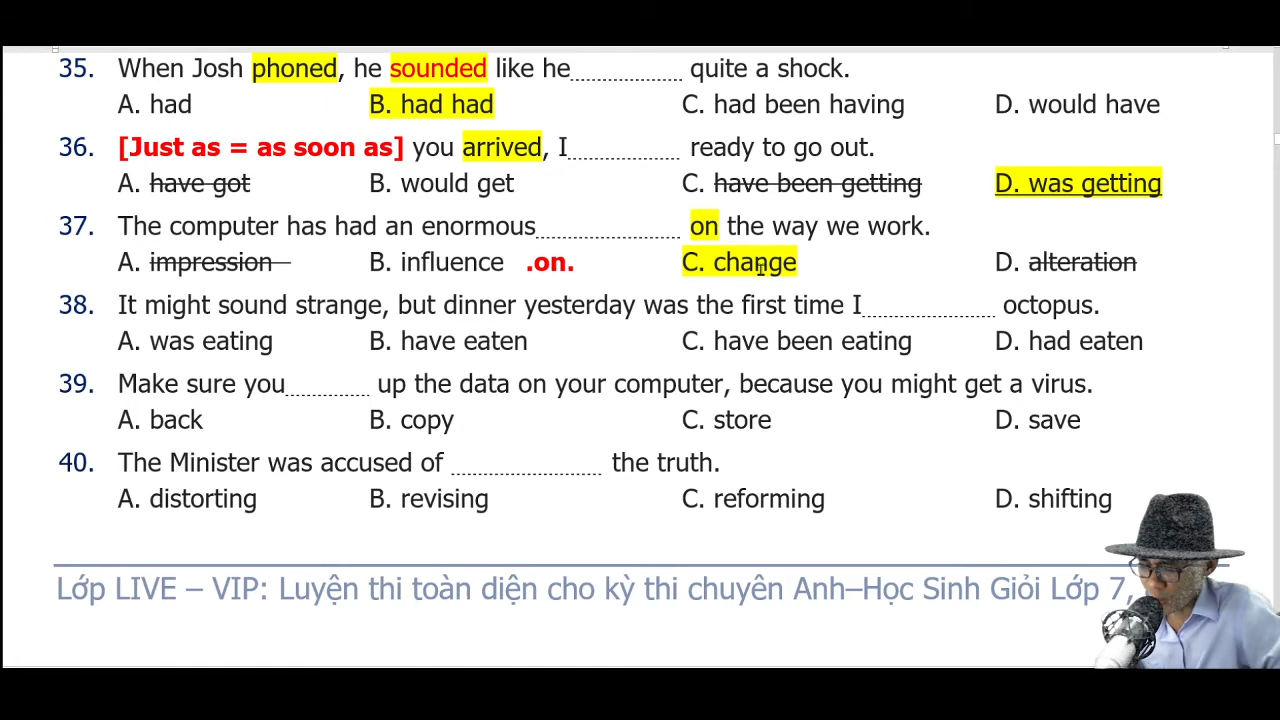 35. When Josh phoned, he sounded like he............... quite a shock.
A. had B. had had C. had been having D. would have
36. [Just as = as soon as] you arrived, I............... ready to go out.
A. have got B. would get C. have been getting D. was getting
37. The computer has had an enormous............... on the way we work.
A. impression B. influence .on. C. change D. alteration
38. It might sound strange, but dinner yesterday was the first time I............... octopus.
A. was eating B. have eaten C. have been eating D. had eaten
39. Make sure you............ up the data on your computer, because you might get a virus.
A. back B. copy C. store D. save
40. The Minister was accused of ............... the truth.
A. distorting B. revising C. reforming D. shifting
Lớp LIVE – VIP: Luyện thi toàn diện cho kỳ thi chuyên Anh–Học Sinh Giỏi Lớp 7,